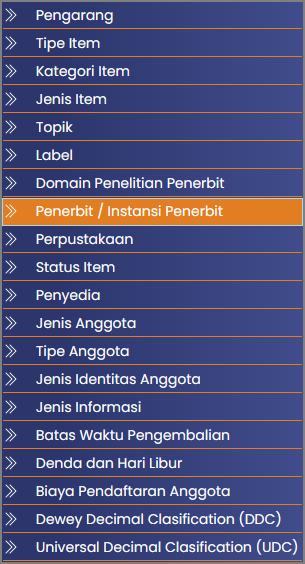 Pengarang
Tipe Item
Kategori Item
Jenis Item
Topik
Label
Domain Penelitian Penerbit
Penerbit / Instansi Penerbit
Perpustakaan
Status Item
Penyedia
Jenis Anggota
Tipe Anggota
Jenis Identitas Anggota
Jenis Informasi
Batas Waktu Pengembalian
Denda dan Hari Libur
Biaya Pendaftaran Anggota
Dewey Decimal Clasification (DDC)
Universal Decimal Clasification (UDC)